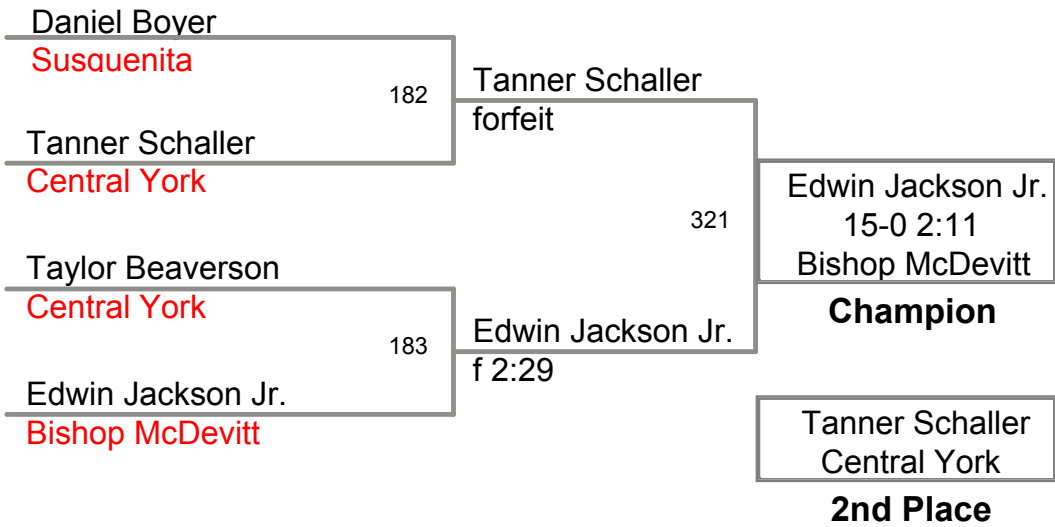 Daniel Boyer
Susquenita
182
Tanner Schaller
Central York
Tanner Schaller
forfeit
Taylor Beaverson
Central York
183
Edwin Jackson Jr.
Bishop McDevitt
Edwin Jackson Jr.
f 2:29
321
Edwin Jackson Jr.
15-0 2:11
Bishop McDevitt
Champion
Tanner Schaller
Central York
2nd Place